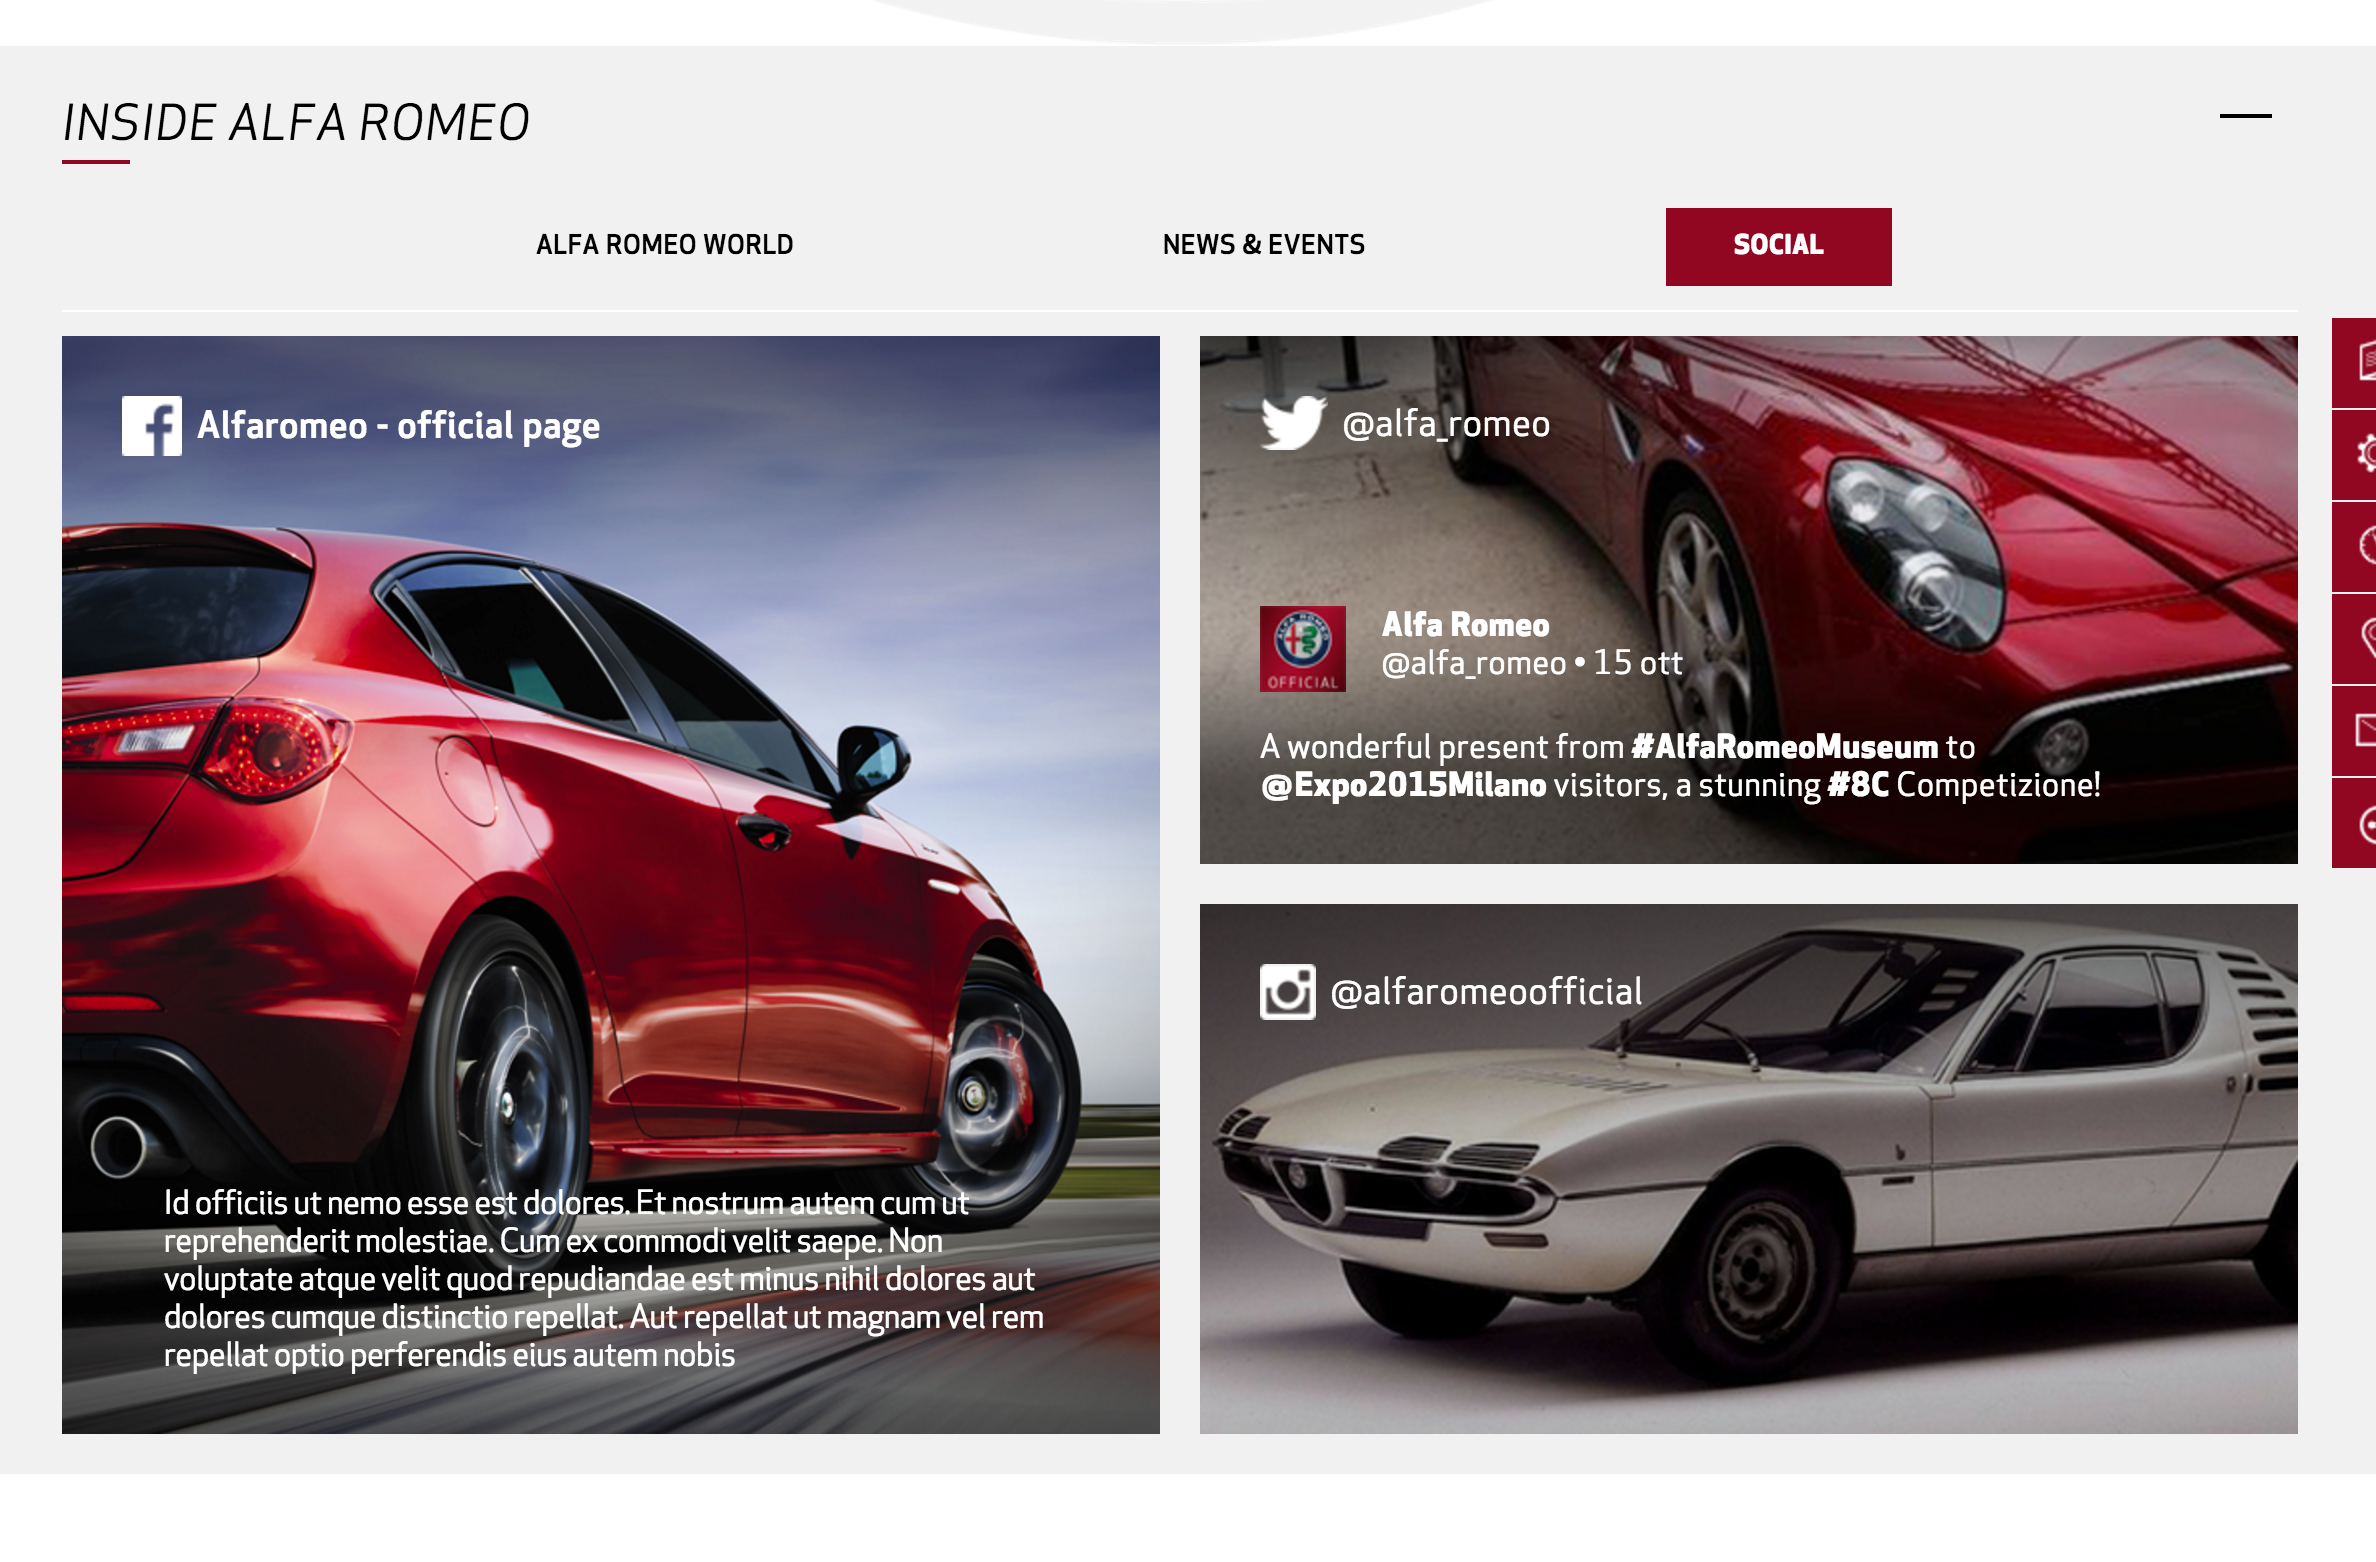 INSIDE ALFA ROMEO
ALFA ROMEO WORLD
NEWS & EVENTS
SOCIAL
Alfaromeo - official page
Id officiis ut nemo esse est dolores. Et nostrum autem cum ut
reprehenderit molestiae. Cum ex commodi velit saepe. Non
voluptate atque velit quod repudiandae est minus nihil dolores aut
dolores cumque distinctio repellat. Aut repellat ut magnam vel rem
repellat optio perferendis eius autem nobis
@alfa_romeo
ALFA ROMEO
OFFICIAL
Alfa Romeo
@alfa_romeo • 15 ott
A wonderful present from #AlfaRomeoMuseum to
@Expo2015Milano visitors, a stunning #8C Competizione!
@alfaromeoofficial